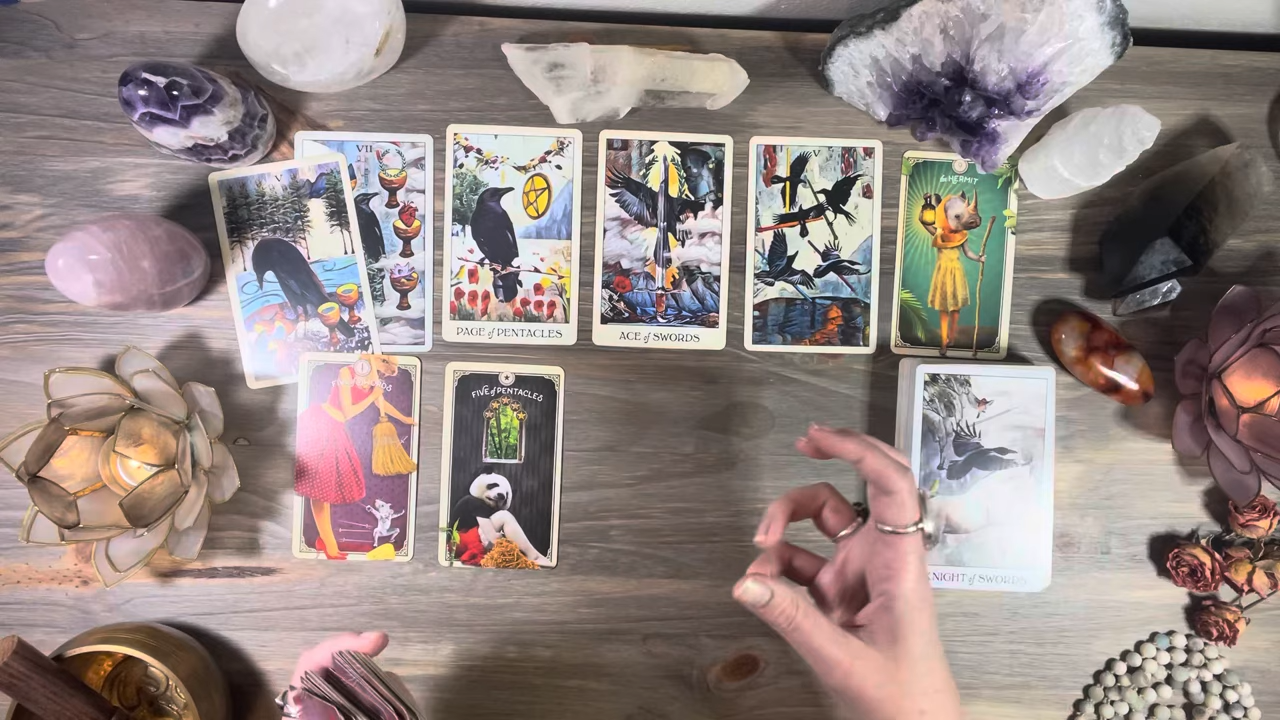 VII
V
PAGE of PENTACLES
ACE of SWORDS
the HERMIT
FIVE of PENTACLES
KNIGHT of SWORDS